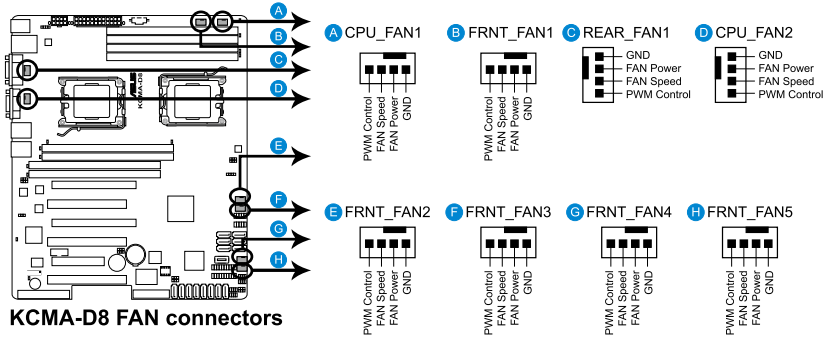 A
B
C
D
E
F
G
H
ASUS
KCMA-D8
A CPU_FAN1
PWM Control
FAN Speed
FAN Power
GND
B FRNT_FAN1
PWM Control
FAN Speed
FAN Power
GND
C REAR_FAN1
GND
FAN Power
FAN Speed
PWM Control
D CPU_FAN2
GND
FAN Power
FAN Speed
PWM Control
E FRNT_FAN2
PWM Control
FAN Speed
FAN Power
GND
F FRNT_FAN3
PWM Control
FAN Speed
FAN Power
GND
G FRNT_FAN4
PWM Control
FAN Speed
FAN Power
GND
H FRNT_FAN5
PWM Control
FAN Speed
FAN Power
GND
KCMA-D8 FAN connectors